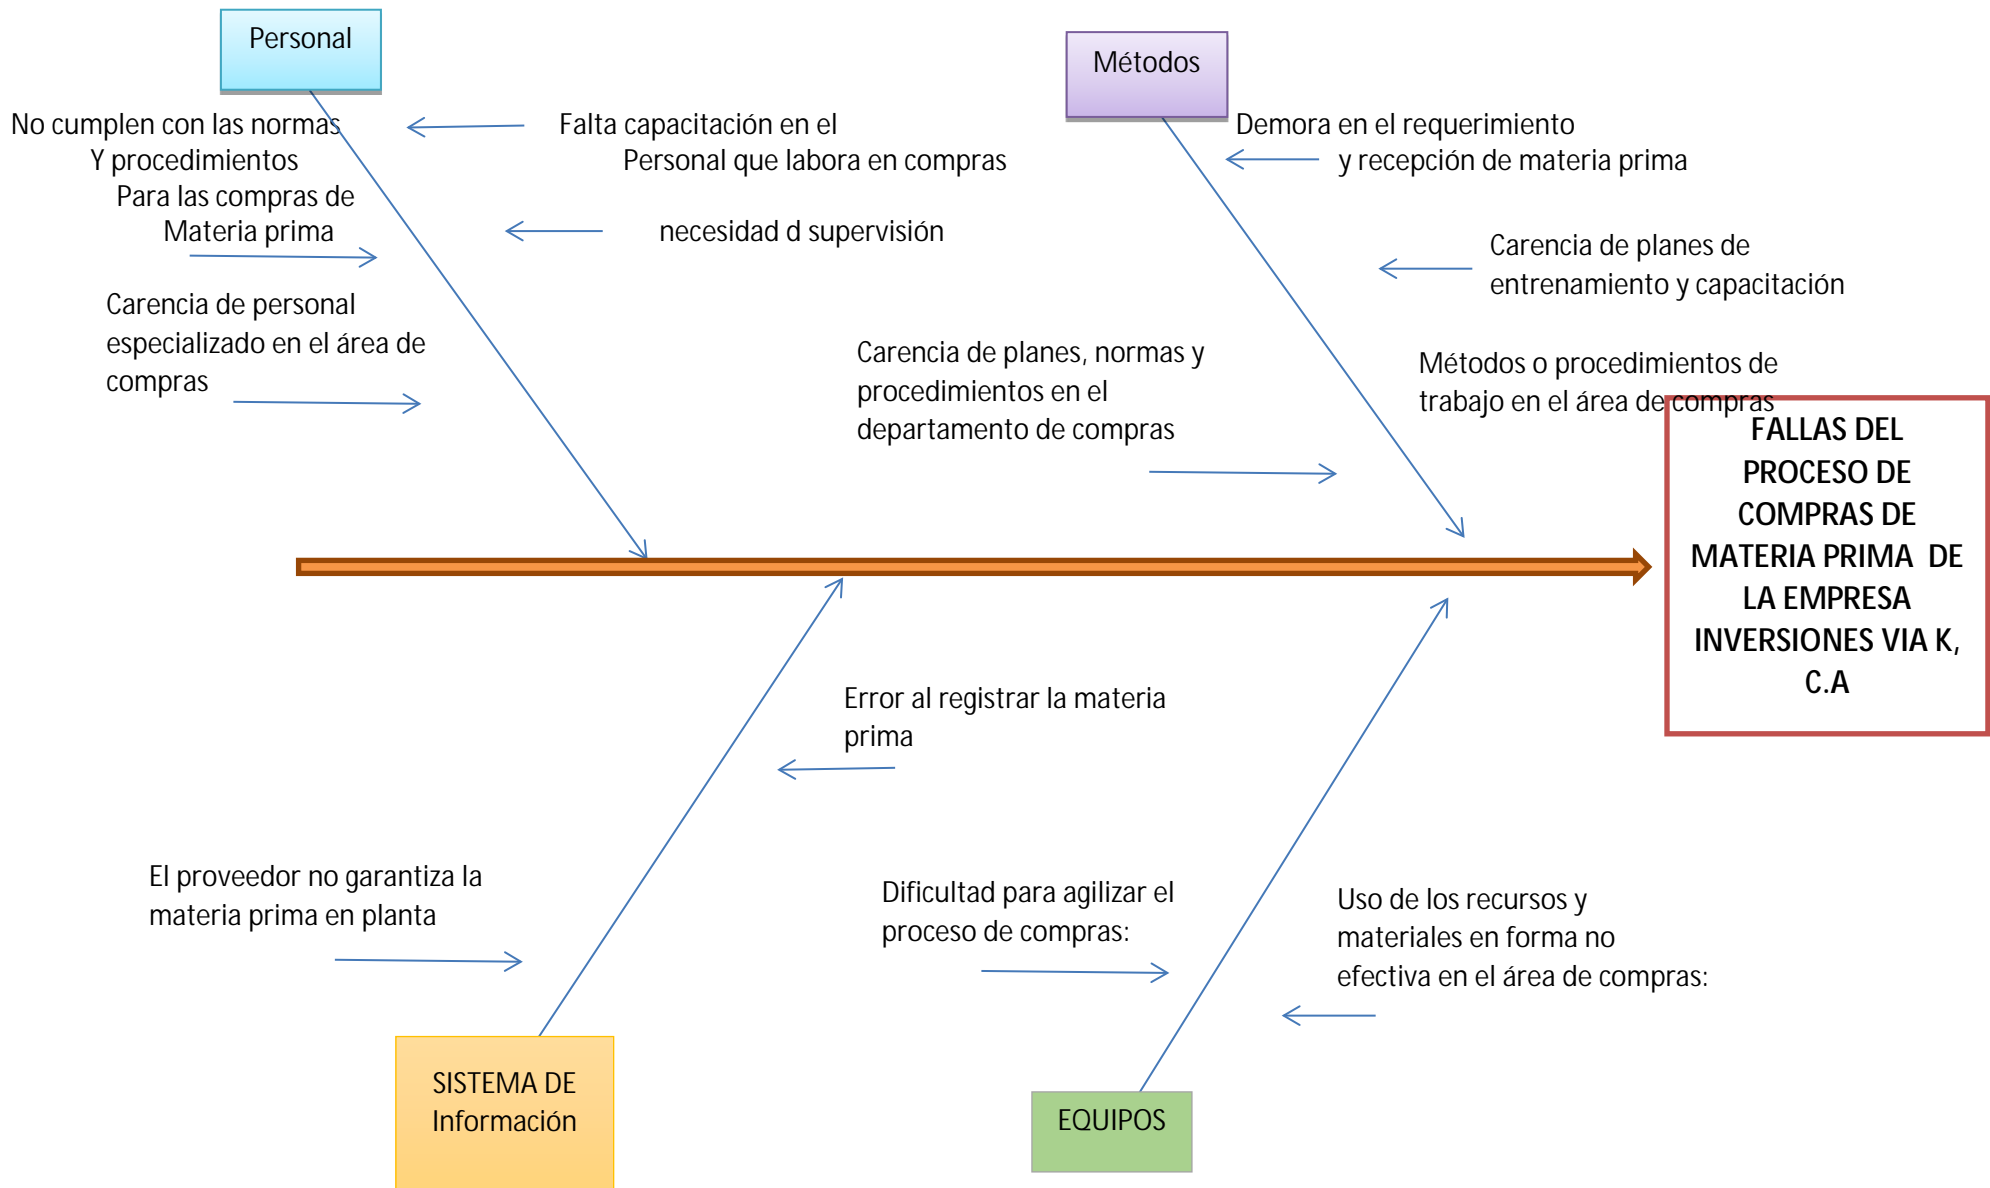 Personal
Métodos
No cumplen con las normas
Y procedimientos
Para las compras de
Materia prima
Falta capacitación en el
Personal que labora en compras
necesidad d supervisión
Carencia de personal
especializado en el área de
compras
Demora en el requerimiento
y recepción de materia prima
Carencia de planes de
entrenamiento y capacitación
Carencia de planes, normas y
procedimientos en el
departamento de compras
Métodos o procedimientos de
trabajo en el área de compras
FALLAS DEL
PROCESO DE
COMPRAS DE
MATERIA PRIMA DE
LA EMPRESA
INVERSIONES VIA K,
C.A
Error al registrar la materia
prima
El proveedor no garantiza la
materia prima en planta
Dificultad para agilizar el
proceso de compras:
Uso de los recursos y
materiales en forma no
efectiva en el área de compras:
SISTEMA DE
Información
EQUIPOS